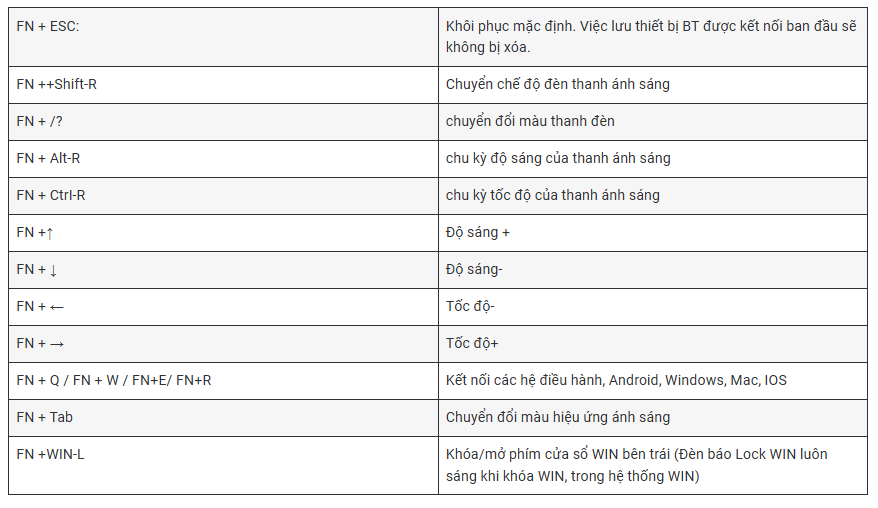 FN + ESC:
Khôi phục mặc định. Việc lưu thiết bị BT được kết nối ban đầu sẽ
không bị xóa.
FN ++Shift-R
Chuyển chế độ đèn thanh ánh sáng
FN + /?
chuyển đổi màu thanh đèn
FN + Alt-R
chu kỳ độ sáng của thanh ánh sáng
FN + Ctrl-R
chu kỳ tốc độ của thanh ánh sáng
FN +↑
Độ sáng +
FN + ↓
Độ sáng-
FN + ←
Tốc độ-
FN + →
Tốc độ+
FN + Q / FN + W / FN+E/ FN+R
Kết nối các hệ điều hành, Android, Windows, Mac, IOS
FN + Tab
Chuyển đổi màu hiệu ứng ánh sáng
FN +WIN-L
Khóa/mở phím cửa sổ WIN bên trái (Đèn báo Lock WIN luôn
sáng khi khóa WIN, trong hệ thống WIN)